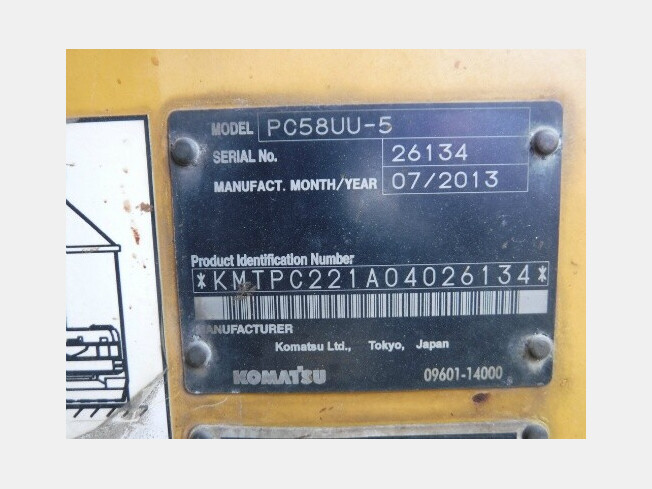 MODEL PC58UU-5
SERIAL No. 26134
MANUFACT. MONTH/YEAR 07/2013
Product Identification Number
*KMTPC221A04026134*
MANUFACTURER
Komatsu Ltd., Tokyo, Japan
KOMATSU 09601-14000